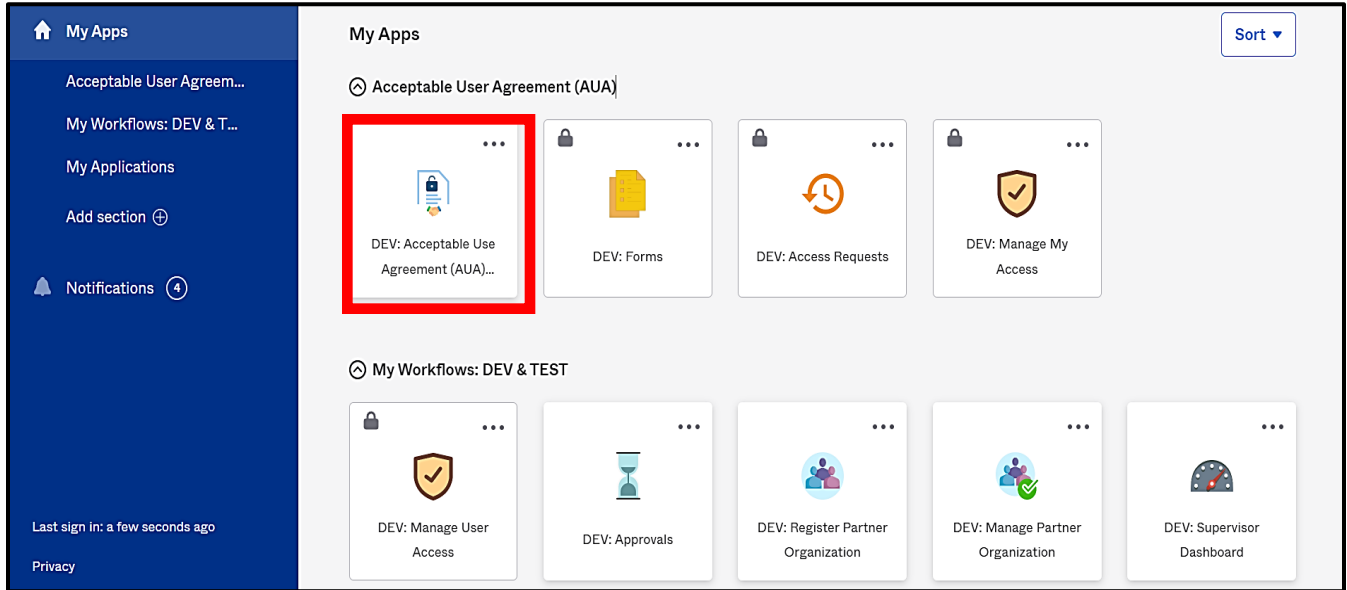 My Apps
Acceptable User Agreem...
My Workflows: DEV & T...
My Applications
Add section
Notifications 4
Last sign in: a few seconds ago
Privacy
My Apps
Sort
Acceptable User Agreement (AUA)
DEV: Acceptable Use
Agreement (AUA)...
DEV: Forms
DEV: Access Requests
DEV: Manage My
Access
My Workflows: DEV & TEST
DEV: Manage User
Access
DEV: Approvals
DEV: Register Partner
Organization
DEV: Manage Partner
Organization
DEV: Supervisor
Dashboard